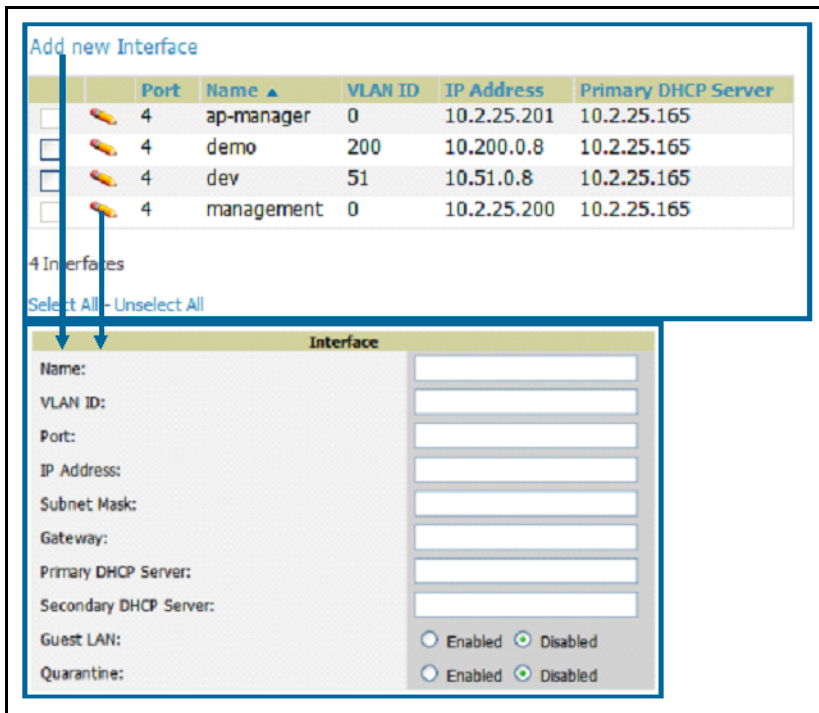 Add new Interface
Port Name ▲ VLAN ID IP Address Primary DHCP Server
4 ap-manager 0 10.2.25.201 10.2.25.165
4 demo 200 10.200.0.8 10.2.25.165
4 dev 51 10.51.0.8 10.2.25.165
4 management 0 10.2.25.200 10.2.25.165
4 Interfaces
Select All - Unselect All
Interface
Name:
VLAN ID:
Port:
IP Address:
Subnet Mask:
Gateway:
Primary DHCP Server:
Secondary DHCP Server:
Guest LAN: Enabled Disabled
Quarantine: Enabled Disabled